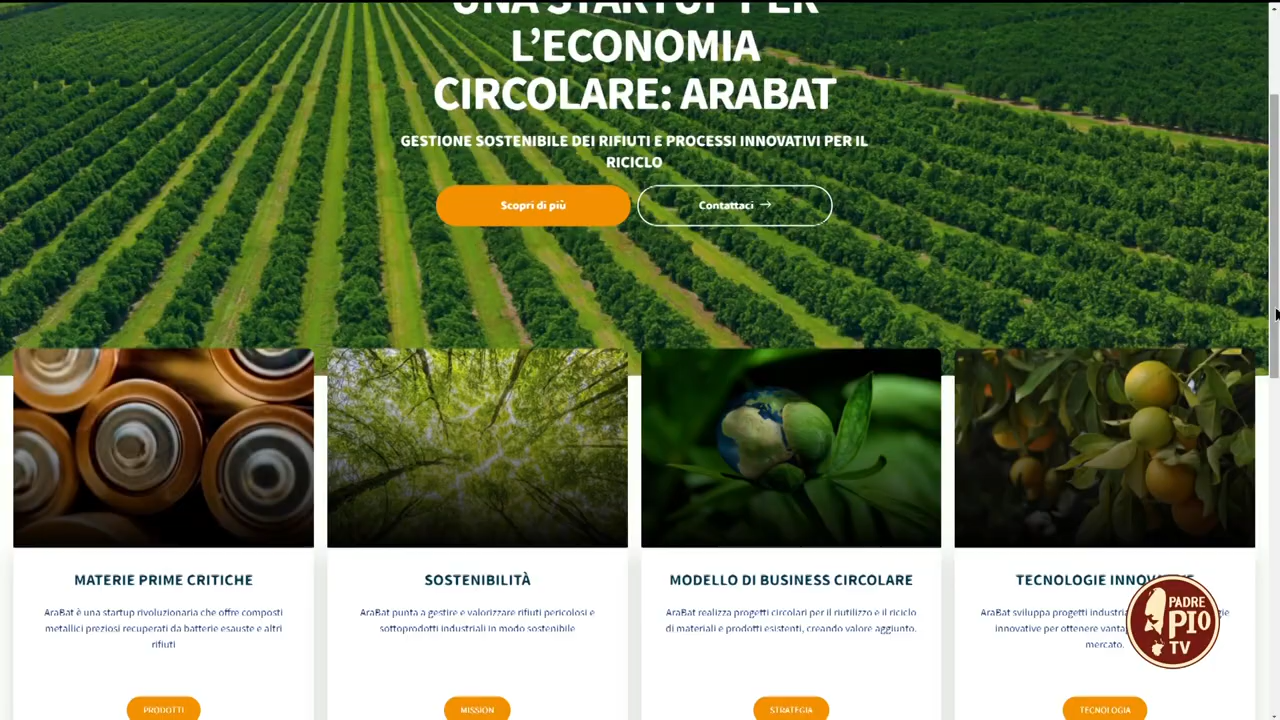 UNA STARTUP PER
L'ECONOMIA
CIRCOLARE: ARABAT
GESTIONE SOSTENIBILE DEI RIFIUTI E PROCESSI INNOVATIVI PER IL
RICICLO
Scopri di più
Contattaci →
MATERIE PRIME CRITICHE
AraBat è una startup rivoluzionaria che offre composti
metallici preziosi recuperati da batterie esauste e altri
rifiuti
PRODOTTI
SOSTENIBILITÀ
AraBat punta a gestire e valorizzare rifiuti pericolosi e
sottoprodotti industriali in modo sostenibile
MISSION
MODELLO DI BUSINESS CIRCOLARE
AraBat realizza progetti circolari per il riutilizzo e il riciclo
di materiali e prodotti esistenti, creando valore aggiunto.
STRATEGIA
TECNOLOGIE
AraBat sviluppa progetti
innovative per ottenere
mercato.
TECNOLOGIA
PADRE
PIO
TV